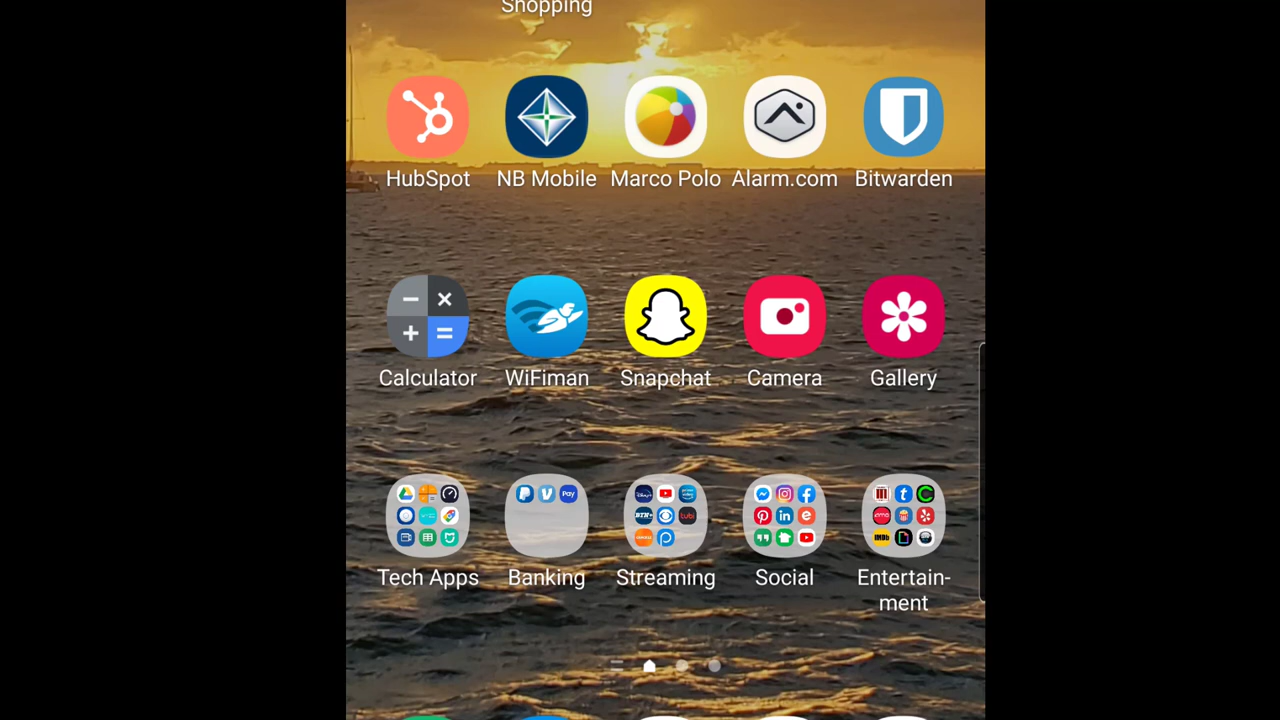 Shopping
HubSpot NB Mobile Marco Polo Alarm.com Bitwarden
Calculator WiFiman Snapchat Camera Gallery
Tech Apps Banking Streaming Social Entertain-
ment